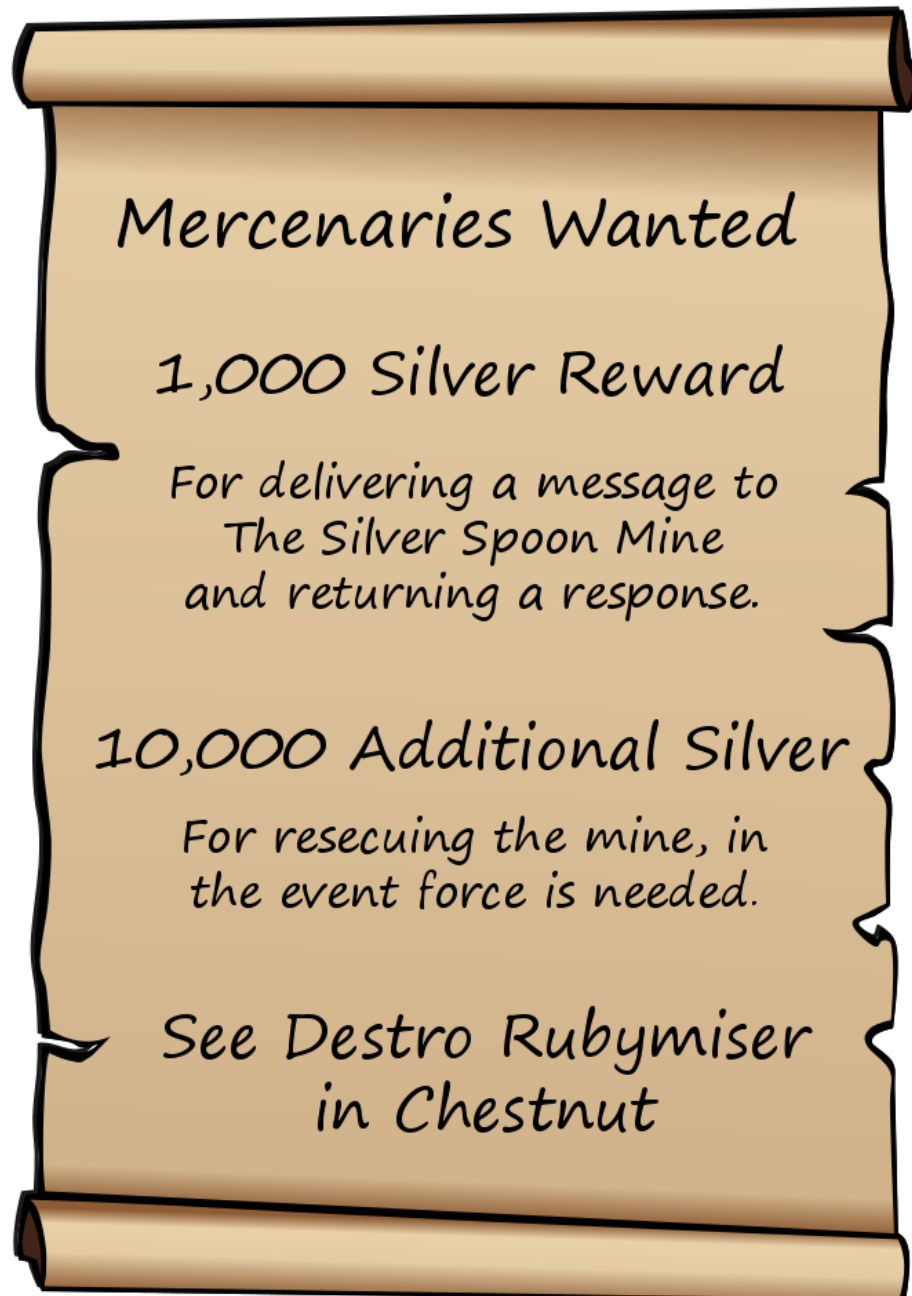 Mercenaries Wanted
1,000 Silver Reward
For delivering a message to
The Silver Spoon Mine
and returning a response.
10,000 Additional Silver
For resecuing the mine, in
the event force is needed.
See Destro Rubymiser
in Chestnut